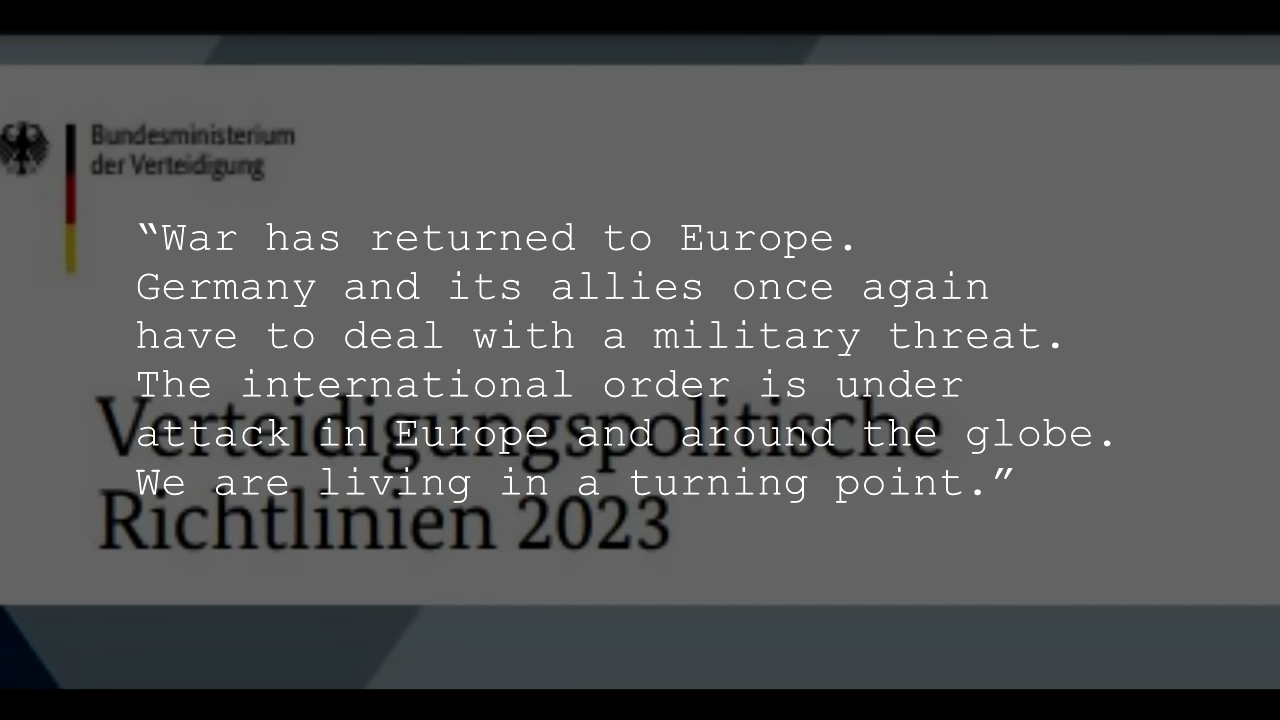 Bundesministerium
der Verteidigung
“War has returned to Europe.
Germany and its allies once again
have to deal with a military threat.
The international order is under
attack in Europe and around the globe.
We are living in a turning point.”
Verteidigungspolitische
Richtlinien 2023